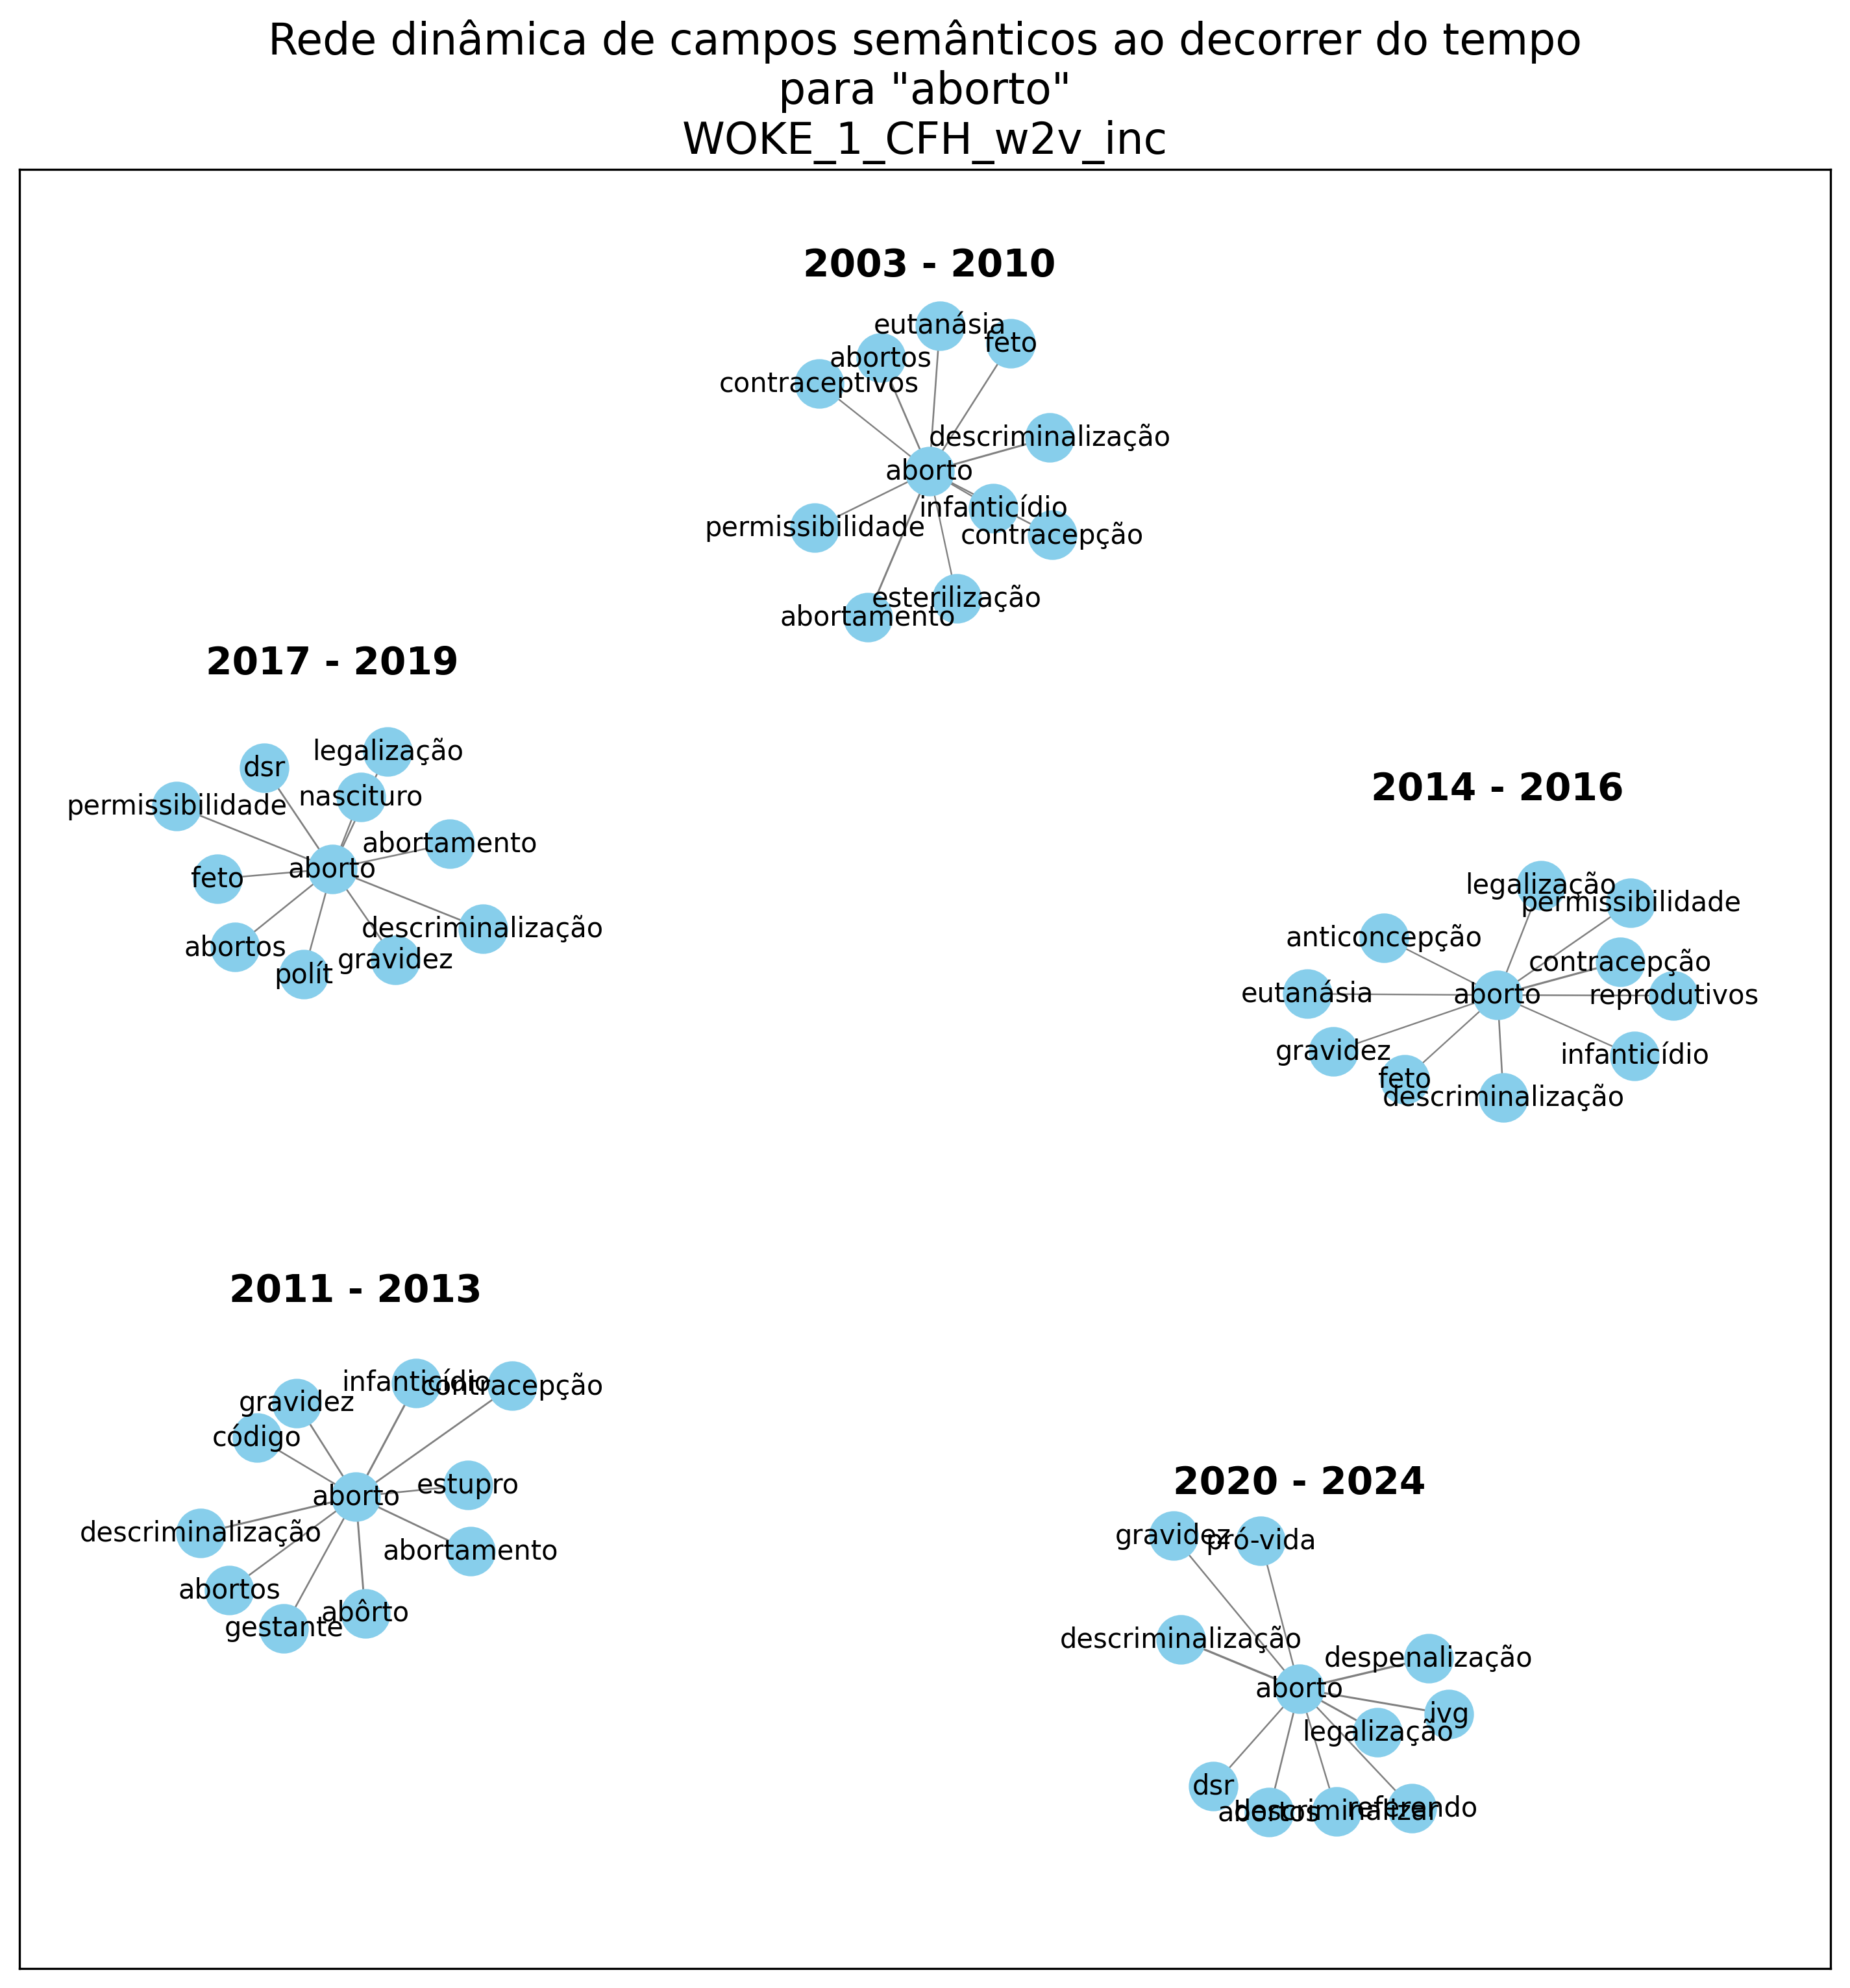 Rede dinâmica de campos semânticos ao decorrer do tempo
para "aborto"
WOKE_1_CFH_w2v_inc
2003 - 2010
eutanásia
feto
abortos
contraceptivos
descriminalização
aborto
infanticídio
permissibilidade
contracepção
esterilização
abortamento
2017 - 2019
legalização
dsr
nascituro
permissibilidade
abortamento
aborto
feto
descriminalização
abortos
gravidez
polít
2014 - 2016
legalização
permissibilidade
anticoncepção
contracepção
eutanásia
aborto
reprodutivos
gravidez
infanticídio
feto
descriminalização
2011 - 2013
infanticídio
contracepção
gravidez
código
estupro
aborto
descriminalização
abortamento
abortos
abôrto
gestante
2020 - 2024
gravidez
pró-vida
descriminalização
despenalização
aborto
ivg
legalização
dsr
abortos
descriminalizar
referendo